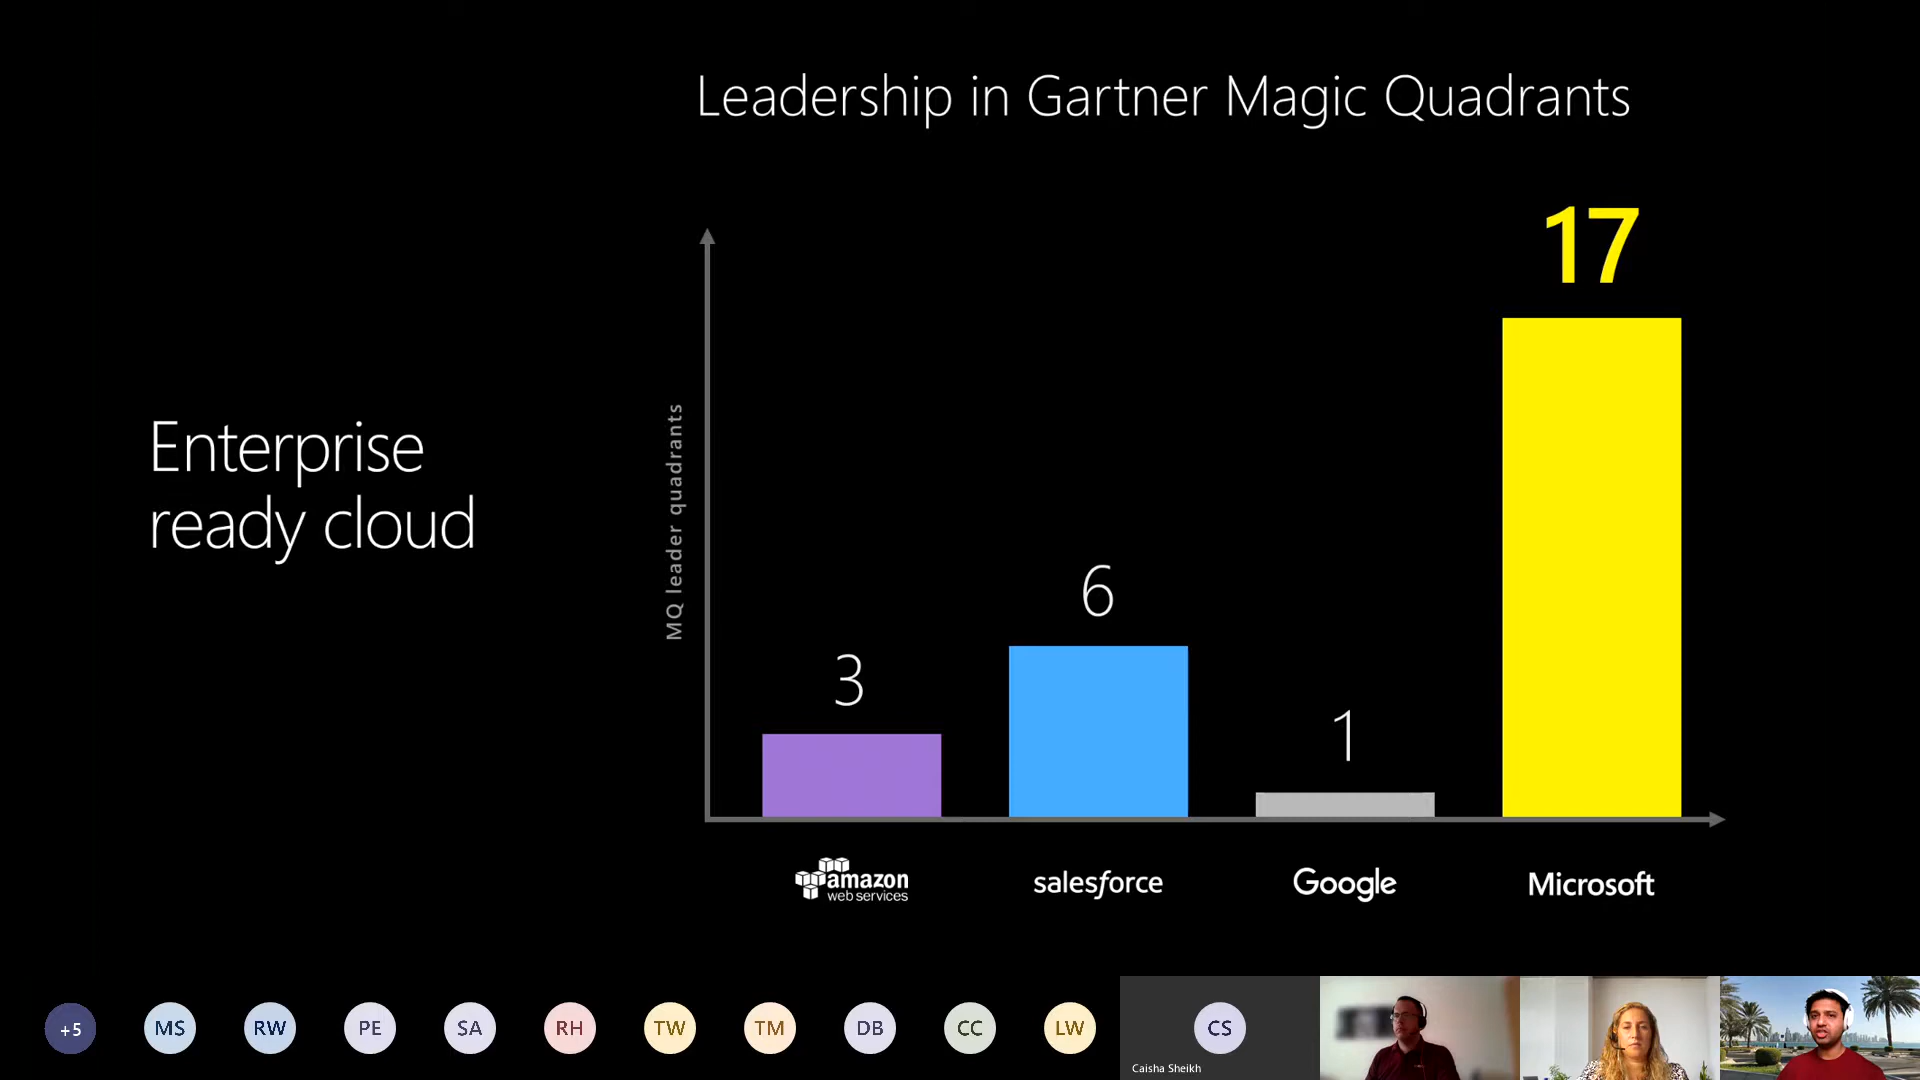 Leadership in Gartner Magic Quadrants
Enterprise
ready cloud
MQ leader quadrants
3
6
1
17
amazon
web services
salesforce
Google
Microsoft
+5
MS
RW
PE
SA
RH
TW
TM
DB
CC
LW
CS
Caisha Sheikh